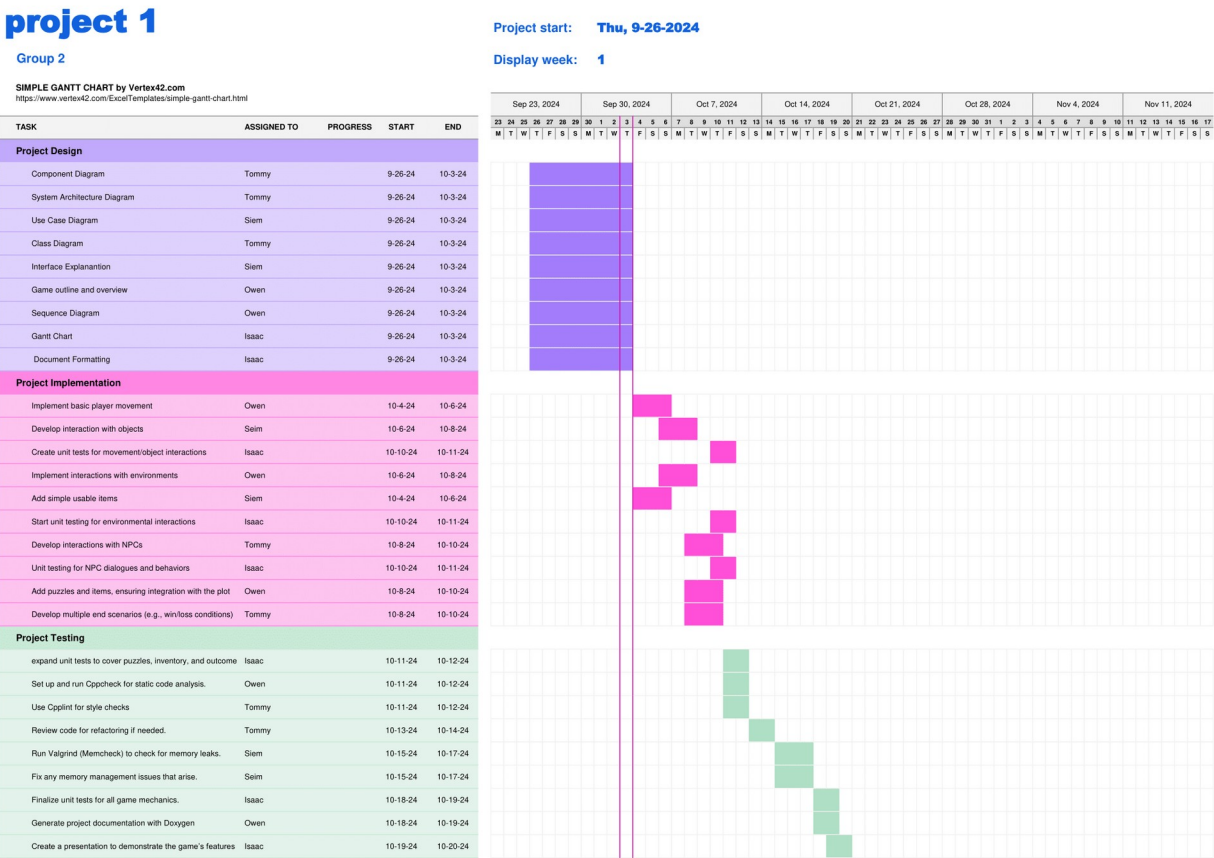 project 1
Project start: Thu, 9-26-2024
Group 2
Display week: 1
SIMPLE GANTT CHART by Vertex42.com
https://www.vertex42.com/ExcelTemplates/simple-gantt-chart.html
Sep 23, 2024 Sep 30, 2024 Oct 7, 2024 Oct 14, 2024 Oct 21, 2024 Oct 28, 2024 Nov 4, 2024 Nov 11, 2024
23 24 25 26 27 28 29 30 1 2 3 4 5 6 7 8 9 10 11 12 13 14 15 16 17 18 19 20 21 22 23 24 25 26 27 28 29 30 31 1 2 3 4 5 6 7 8 9 10 11 12 13 14 15 16 17
TASK ASSIGNED TO PROGRESS START END
M T W T F S S M T W T F S S M T W T F S S M T W T F S S M T W T F S S M T W T F S S M T W T F S S M T W T F S S
Project Design
Component Diagram Tommy 9-26-24 10-3-24
System Architecture Diagram Tommy 9-26-24 10-3-24
Use Case Diagram Siem 9-26-24 10-3-24
Class Diagram Tommy 9-26-24 10-3-24
Interface Explanantion Siem 9-26-24 10-3-24
Game outline and overview Owen 9-26-24 10-3-24
Sequence Diagram Owen 9-26-24 10-3-24
Gantt Chart Isaac 9-26-24 10-3-24
Document Formatting Isaac 9-26-24 10-3-24
Project Implementation
Implement basic player movement Owen 10-4-24 10-6-24
Develop interaction with objects Seim 10-6-24 10-8-24
Create unit tests for movement/object interactions Isaac 10-10-24 10-11-24
Implement interactions with environments Owen 10-6-24 10-8-24
Add simple usable items Siem 10-4-24 10-6-24
Start unit testing for environmental interactions Isaac 10-10-24 10-11-24
Develop interactions with NPCs Tommy 10-8-24 10-10-24
Unit testing for NPC dialogues and behaviors Isaac 10-10-24 10-11-24
Add puzzles and items, ensuring integration with the plot Owen 10-8-24 10-10-24
Develop multiple end scenarios (e.g., win/loss conditions) Tommy 10-8-24 10-10-24
Project Testing
expand unit tests to cover puzzles, inventory, and outcome Isaac 10-11-24 10-12-24
Set up and run Cppcheck for static code analysis. Owen 10-11-24 10-12-24
Use Cpplint for style checks Tommy 10-11-24 10-12-24
Review code for refactoring if needed. Tommy 10-13-24 10-14-24
Run Valgrind (Memcheck) to check for memory leaks. Siem 10-15-24 10-17-24
Fix any memory management issues that arise. Seim 10-15-24 10-17-24
Finalize unit tests for all game mechanics. Isaac 10-18-24 10-19-24
Generate project documentation with Doxygen Owen 10-18-24 10-19-24
Create a presentation to demonstrate the game's features Isaac 10-19-24 10-20-24